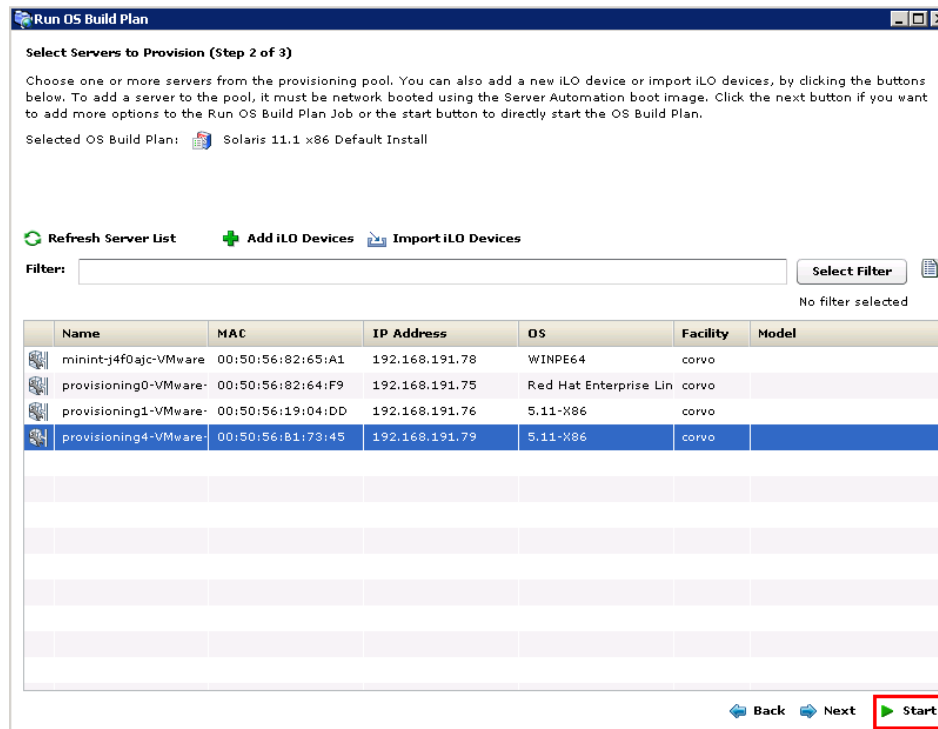 Run OS Build Plan
Select Servers to Provision (Step 2 of 3)
Choose one or more servers from the provisioning pool. You can also add a new iLO device or import iLO devices, by clicking the buttons
below. To add a server to the pool, it must be network booted using the Server Automation boot image. Click the next button if you want
to add more options to the Run OS Build Plan Job or the start button to directly start the OS Build Plan.
Selected OS Build Plan: Solaris 11.1 x86 Default Install
Refresh Server List Add iLO Devices Import iLO Devices
Filter: Select Filter
No filter selected
Name MAC IP Address OS Facility Model
minint-j4f0ajc-VMware 00:50:56:82:65:A1 192.168.191.78 WINPE64 corvo
provisioning0-VMware- 00:50:56:82:64:F9 192.168.191.75 Red Hat Enterprise Lin corvo
provisioning1-VMware- 00:50:56:19:04:DD 192.168.191.76 5.11-X86 corvo
provisioning4-VMware- 00:50:56:B1:73:45 192.168.191.79 5.11-X86 corvo
Back Next Start